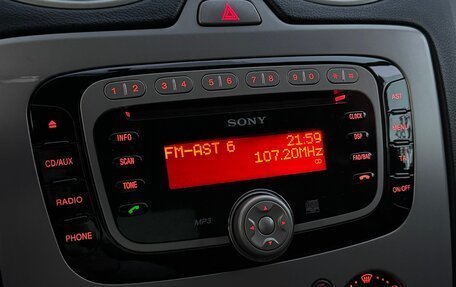 1 2 3 4 5 6 7 8 9 0 * #
SONY
INFO
SCAN
TONE
CD/AUX
RADIO
PHONE
FM-AST 6 21:59
107.20MHz
CLOCK
DSP
FAD/BAL
AST
MENU
ON/OFF
MP3